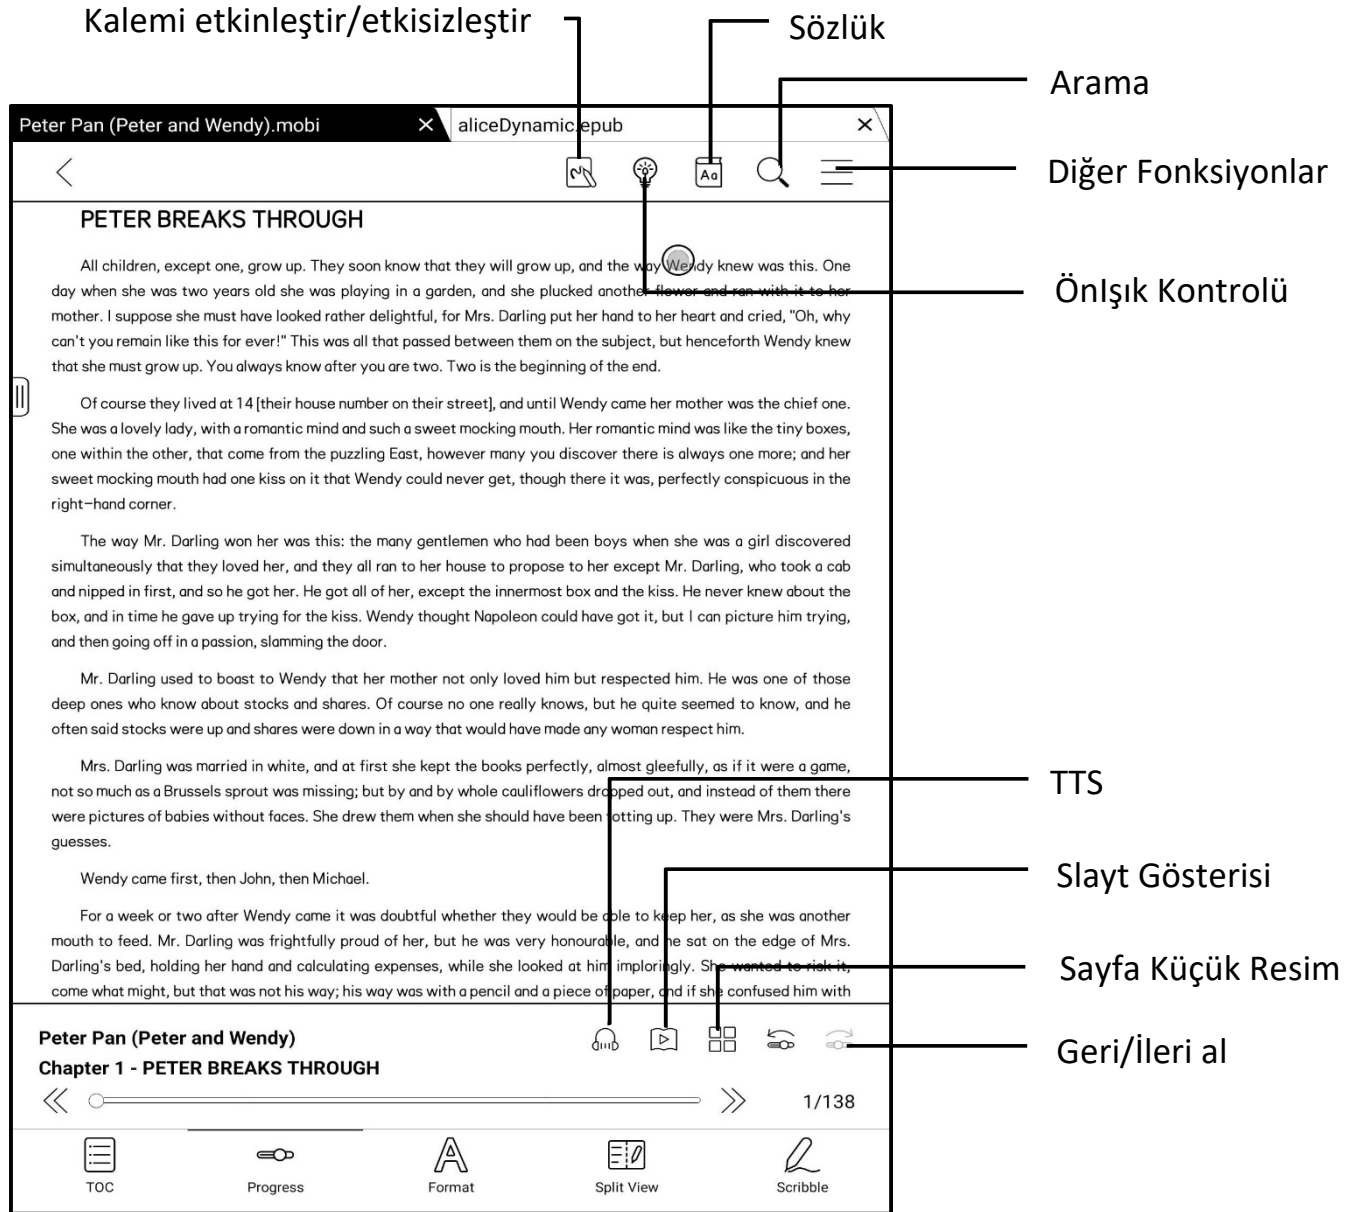 Kalemi etkinleştir/etkisizleştir
Sözlük
Arama
Peter Pan (Peter and Wendy).mobi
aliceDynamic.epub
Aa
Diğer Fonksiyonlar
PETER BREAKS THROUGH
All children, except one, grow up. They soon know that they will grow up, and the way Wendy knew was this. One
day when she was two years old she was playing in a garden, and she plucked another flower and ran with it to her
ÖnIşık Kontrolü
mother. I suppose she must have looked rather delightful, for Mrs. Darling put her hand to her heart and cried, "Oh, why
can't you remain like this for ever!" This was all that passed between them on the subject, but henceforth Wendy knew
that she must grow up. You always know after you are two. Two is the beginning of the end.
Of course they lived at 14 [their house number on their street], and until Wendy came her mother was the chief one.
She was a lovely lady, with a romantic mind and such a sweet mocking mouth. Her romantic mind was like the tiny boxes,
one within the other, that come from the puzzling East, however many you discover there is always one more; and her
sweet mocking mouth had one kiss on it that Wendy could never get, though there it was, perfectly conspicuous in the
right-hand corner.
The way Mr. Darling won her was this: the many gentlemen who had been boys when she was a girl discovered
simultaneously that they loved her, and they all ran to her house to propose to her except Mr. Darling, who took a cab
and nipped in first, and so he got her. He got all of her, except the innermost box and the kiss. He never knew about the
box, and in time he gave up trying for the kiss. Wendy thought Napoleon could have got it, but I can picture him trying,
and then going off in a passion, slamming the door.
Mr. Darling used to boast to Wendy that her mother not only loved him but respected him. He was one of those
deep ones who know about stocks and shares. Of course no one really knows, but he quite seemed to know, and he
often said stocks were up and shares were down in a way that would have made any woman respect him.
Mrs. Darling was married in white, and at first she kept the books perfectly, almost gleefully, as if it were a game,
TTS
not so much as a Brussels sprout was missing; but by and by whole cauliflowers dropped out, and instead of them there
were pictures of babies without faces. She drew them when she should have been totting up. They were Mrs. Darling's
guesses.
Wendy came first, then John, then Michael.
Slayt Gösterisi
For a week or two after Wendy came it was doubtful whether they would be able to keep her, as she was another
mouth to feed. Mr. Darling was frightfully proud of her, but he was very honourable, and he sat on the edge of Mrs.
Darling's bed, holding her hand and calculating expenses, while she looked at him imploringly. She wanted to risk it,
Sayfa Küçük Resim
come what might, but that was not his way; his way was with a pencil and a piece of paper, and if she confused him with
Peter Pan (Peter and Wendy)
Geri/İleri al
Chapter 1 - PETER BREAKS THROUGH
1/138
TOC
Progress
Format
Split View
Scribble